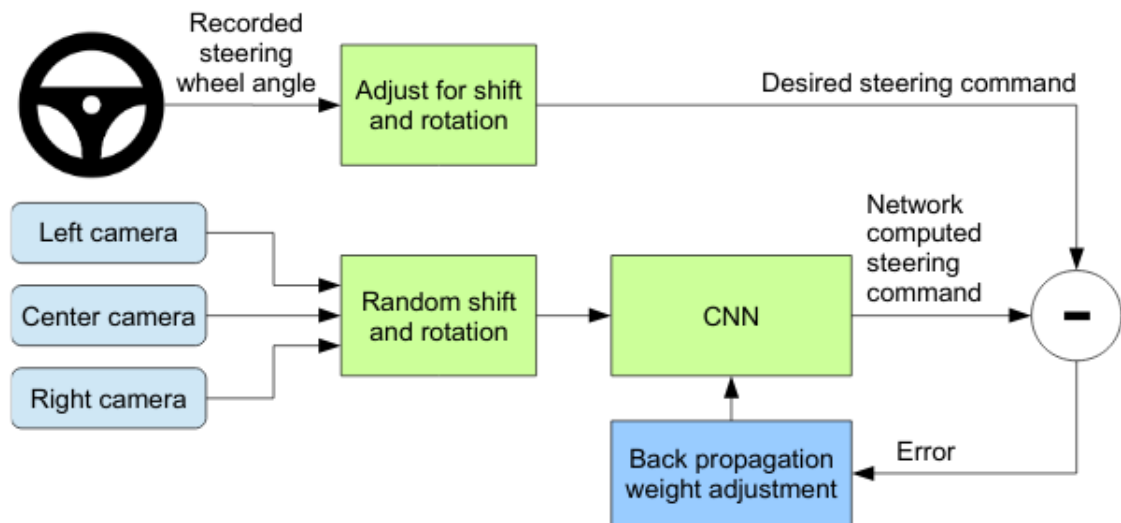 Recorded
steering
wheel angle
Adjust for shift
and rotation
Desired steering command
Left camera
Center camera
Right camera
Random shift
and rotation
CNN
Network
computed
steering
command
-
Back propagation
weight adjustment
Error